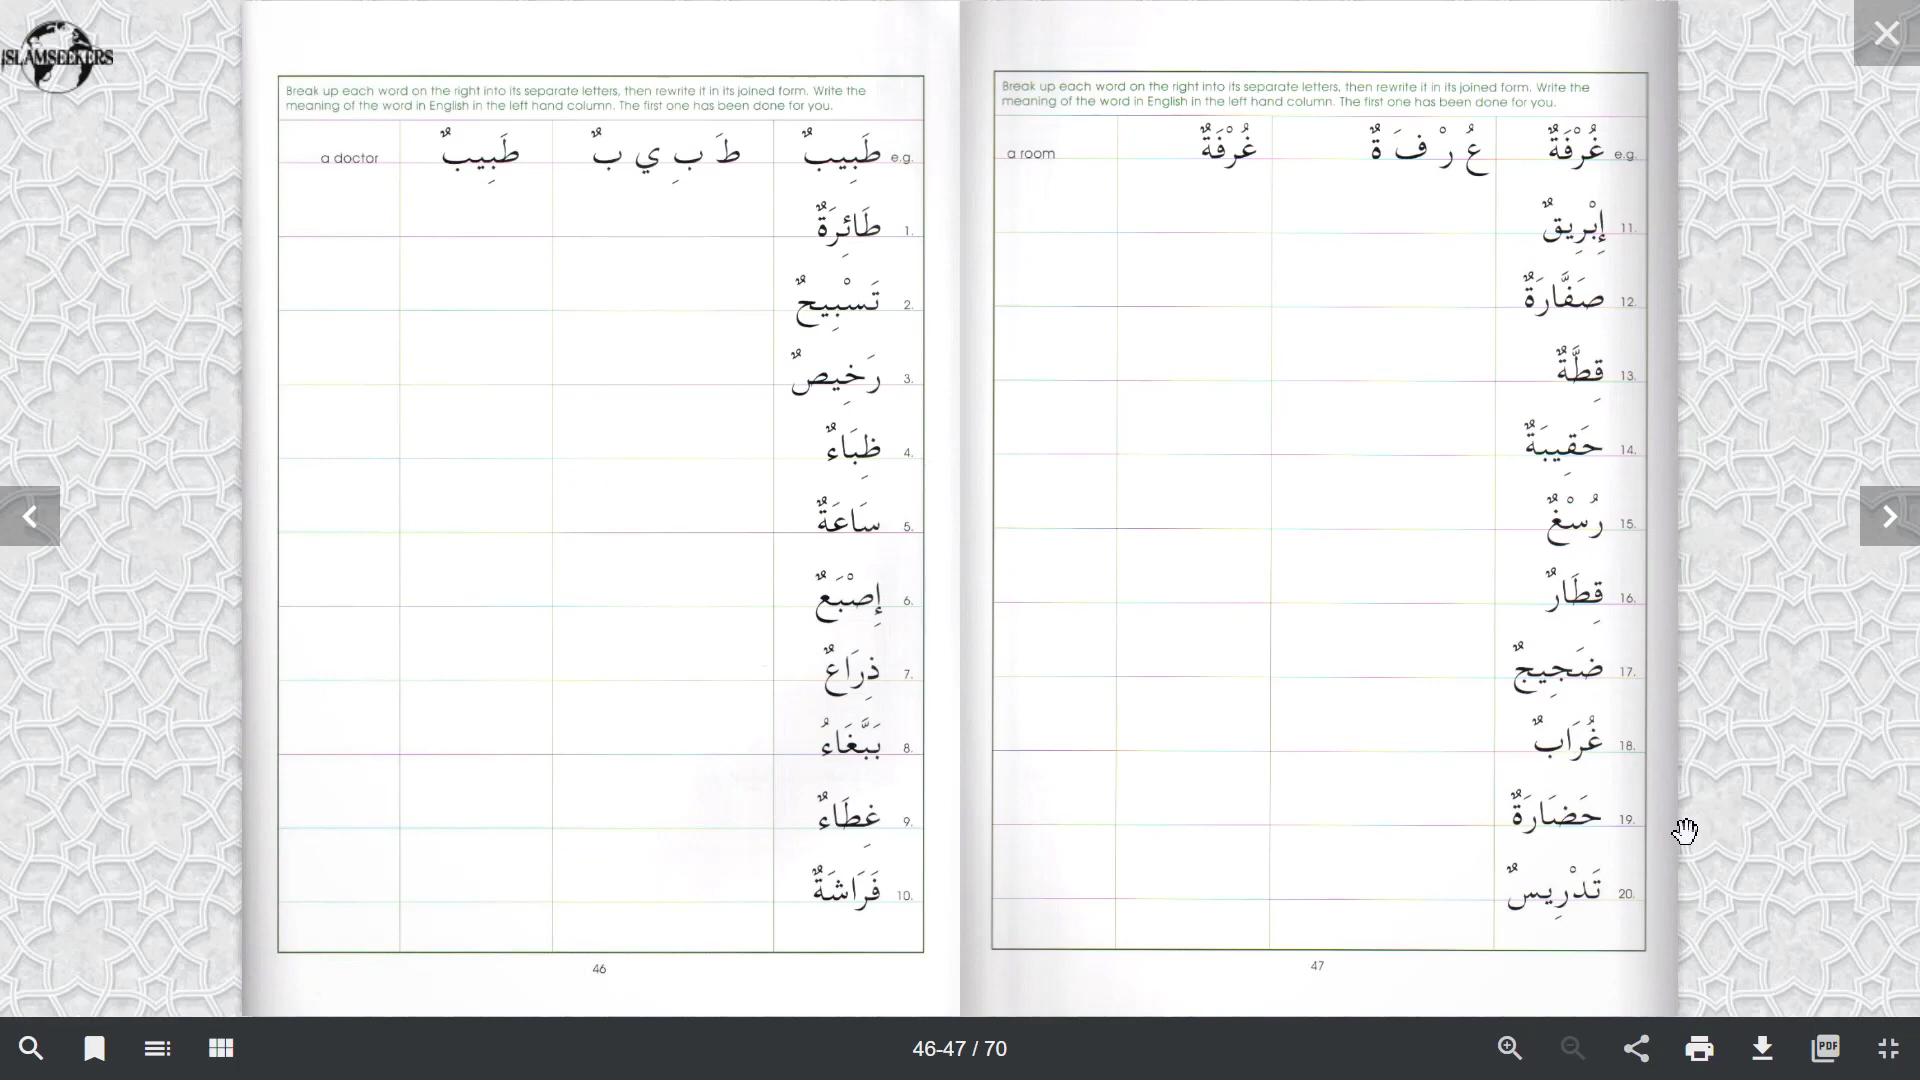 ISLAMSEEKERS
Break up each word on the right into its separate letters, then rewrite it in its joined form. Write the
meaning of the word in English in the left hand column. The first one has been done for you.
e.g. طَبِيبٌ طَ بِ ي بٌ طَبِيبٌ a doctor
1. طَائِرَةٌ
2. تَسْبِيحٌ
3. رَخِيصٌ
4. ظِبَاءٌ
5. سَاعَةٌ
6. إِصْبَعٌ
7. ذِرَاعٌ
8. بَبَّغَاءُ
9. غِطَاءٌ
10. فَرَاشَةٌ
46
Break up each word on the right into its separate letters, then rewrite it in its joined form. Write the
meaning of the word in English in the left hand column. The first one has been done for you.
e.g. غُرْفَةٌ غُ رْ فَ ةٌ غُرْفَةٌ a room
11. إِبْرِيقٌ
12. صَفَّارَةٌ
13. قِطَّةٌ
14. حَقِيبَةٌ
15. رُسْغٌ
16. قِطَارٌ
17. ضَجِيجٌ
18. غُرَابٌ
19. حَضَارَةٌ
20. تَدْرِيسٌ
47
46-47 / 70
PDF